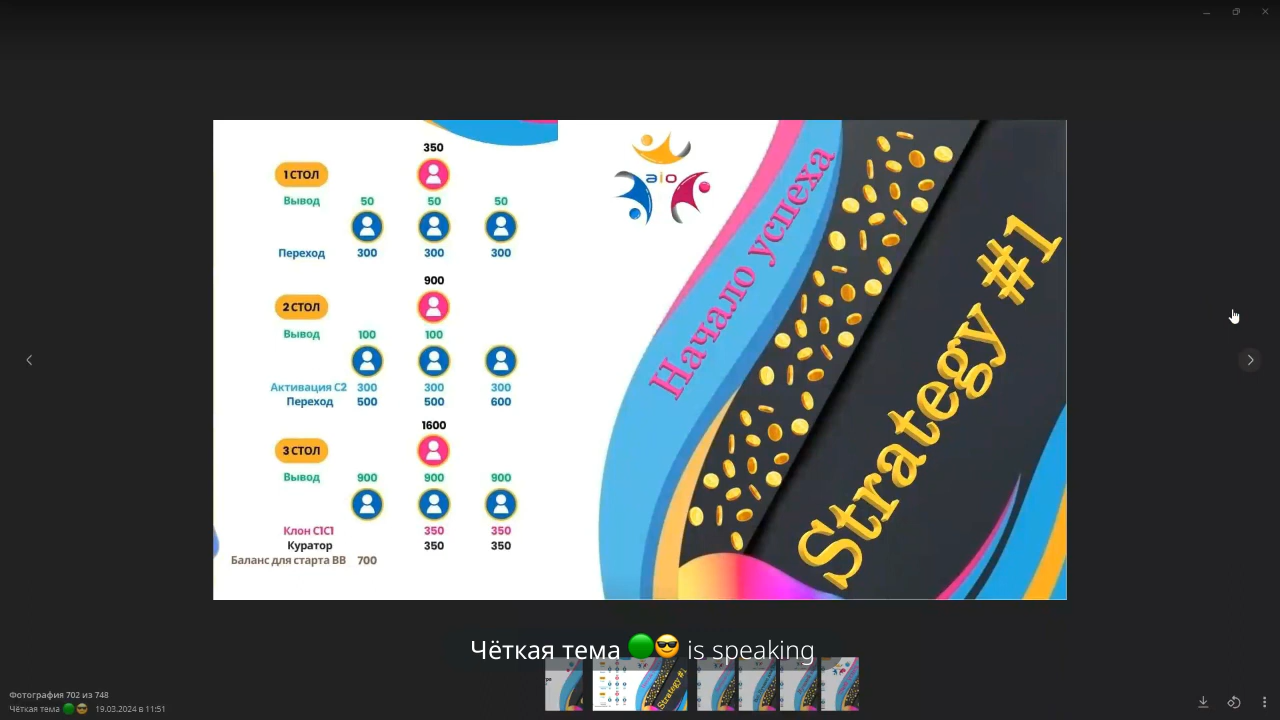 350
1 СТОЛ
Вывод 50 50 50
Переход 300 300 300
900
2 СТОЛ
Вывод 100 100
Активация С2 300 300 300
Переход 500 500 600
1600
3 СТОЛ
Вывод 900 900 900
Клон С1С1 350 350
Куратор 350 350
Баланс для старта ВВ 700
aio
Начало успеха
Strategy #1
Чёткая тема 🟢😎 is speaking
Фотография 702 из 748
Чёткая тема 🟢😎 19.03.2024 в 11:51